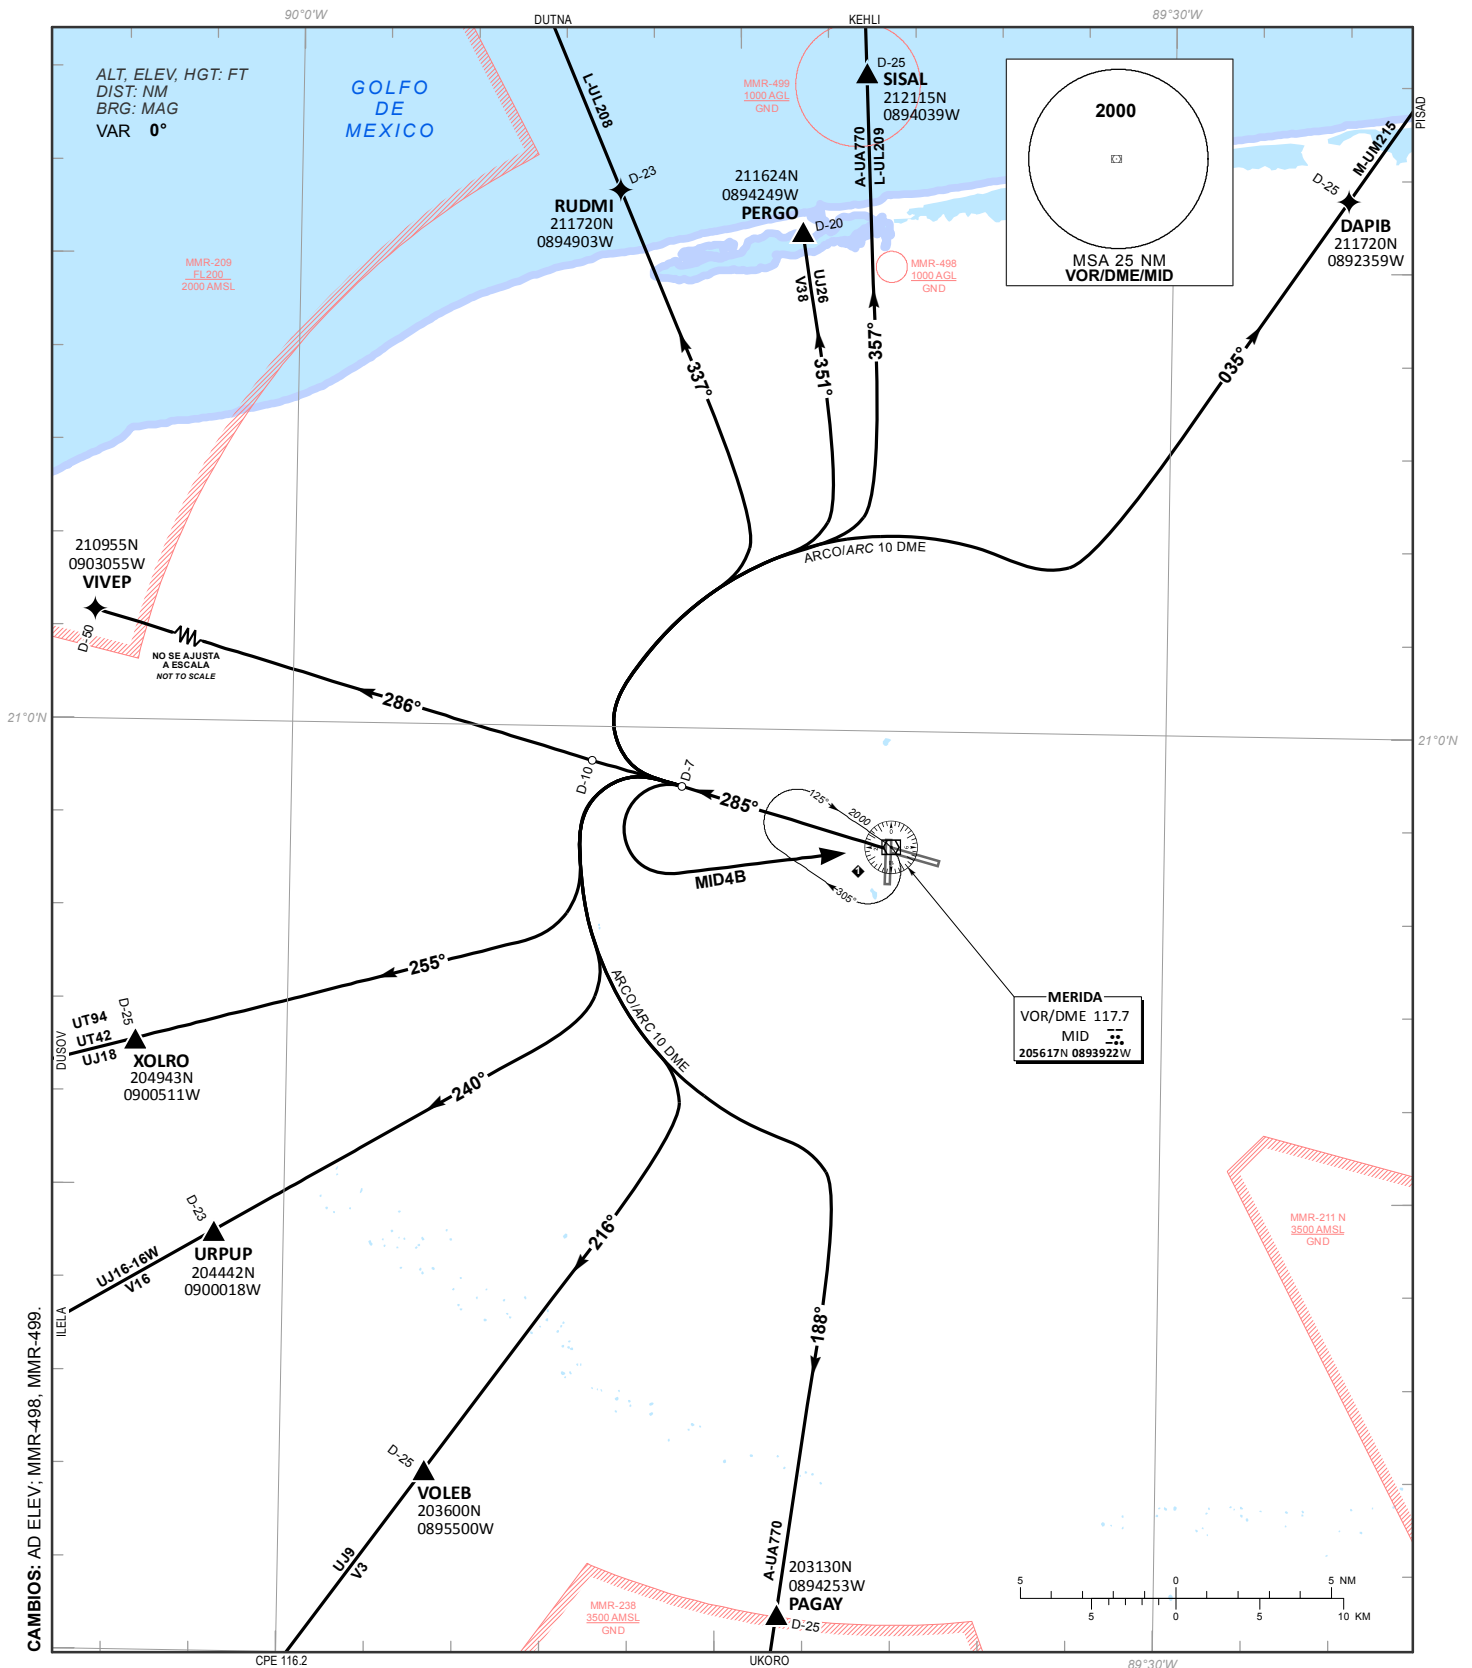 90°0'W
DUTNA
KEHLI
89°30'W
ALT, ELEV, HGT: FT
DIST: NM
BRG: MAG
VAR 0°
GOLFO
DE
MEXICO
L-UL208
MMR-499
1000 AGL
GND
D-25
SISAL
212115N
0894039W
A-UA770
L-UL209
2000
MSA 25 NM
VOR/DME/MID
PISAD
M-UM215
D-25
DAPIB
211720N
0892359W
D-23
RUDMI
211720N
0894903W
211624N
0894249W
PERGO
D-20
UJ26
V38
MMR-498
1000 AGL
GND
MMR-209
FL200
2000 AMSL
337°
351°
357°
035°
ARCO/ARC 10 DME
210955N
0903055W
VIVEP
D-50
NO SE AJUSTA
A ESCALA
NOT TO SCALE
286°
21°0'N
21°0'N
D-10
D-7
285°
125°
2000
305°
1
MID4B
255°
ARCO/ARC 10 DME
MERIDA
VOR/DME 117.7
MID
205617N 0893922W
D-25
UT94
UT42
UJ18
DUSOV
XOLRO
204943N
0900511W
240°
D-23
URPUP
204442N
0900018W
UJ16-16W
V16
ILELA
216°
188°
MMR-211 N
3500 AMSL
GND
D-25
VOLEB
203600N
0895500W
UJ9
V3
A-UA770
203130N
0894253W
PAGAY
D-25
MMR-238
3500 AMSL
GND
5 0 5 NM
5 0 5 10 KM
CPE 116.2
UKORO
89°30'W
CAMBIOS: AD ELEV; MMR-498, MMR-499.